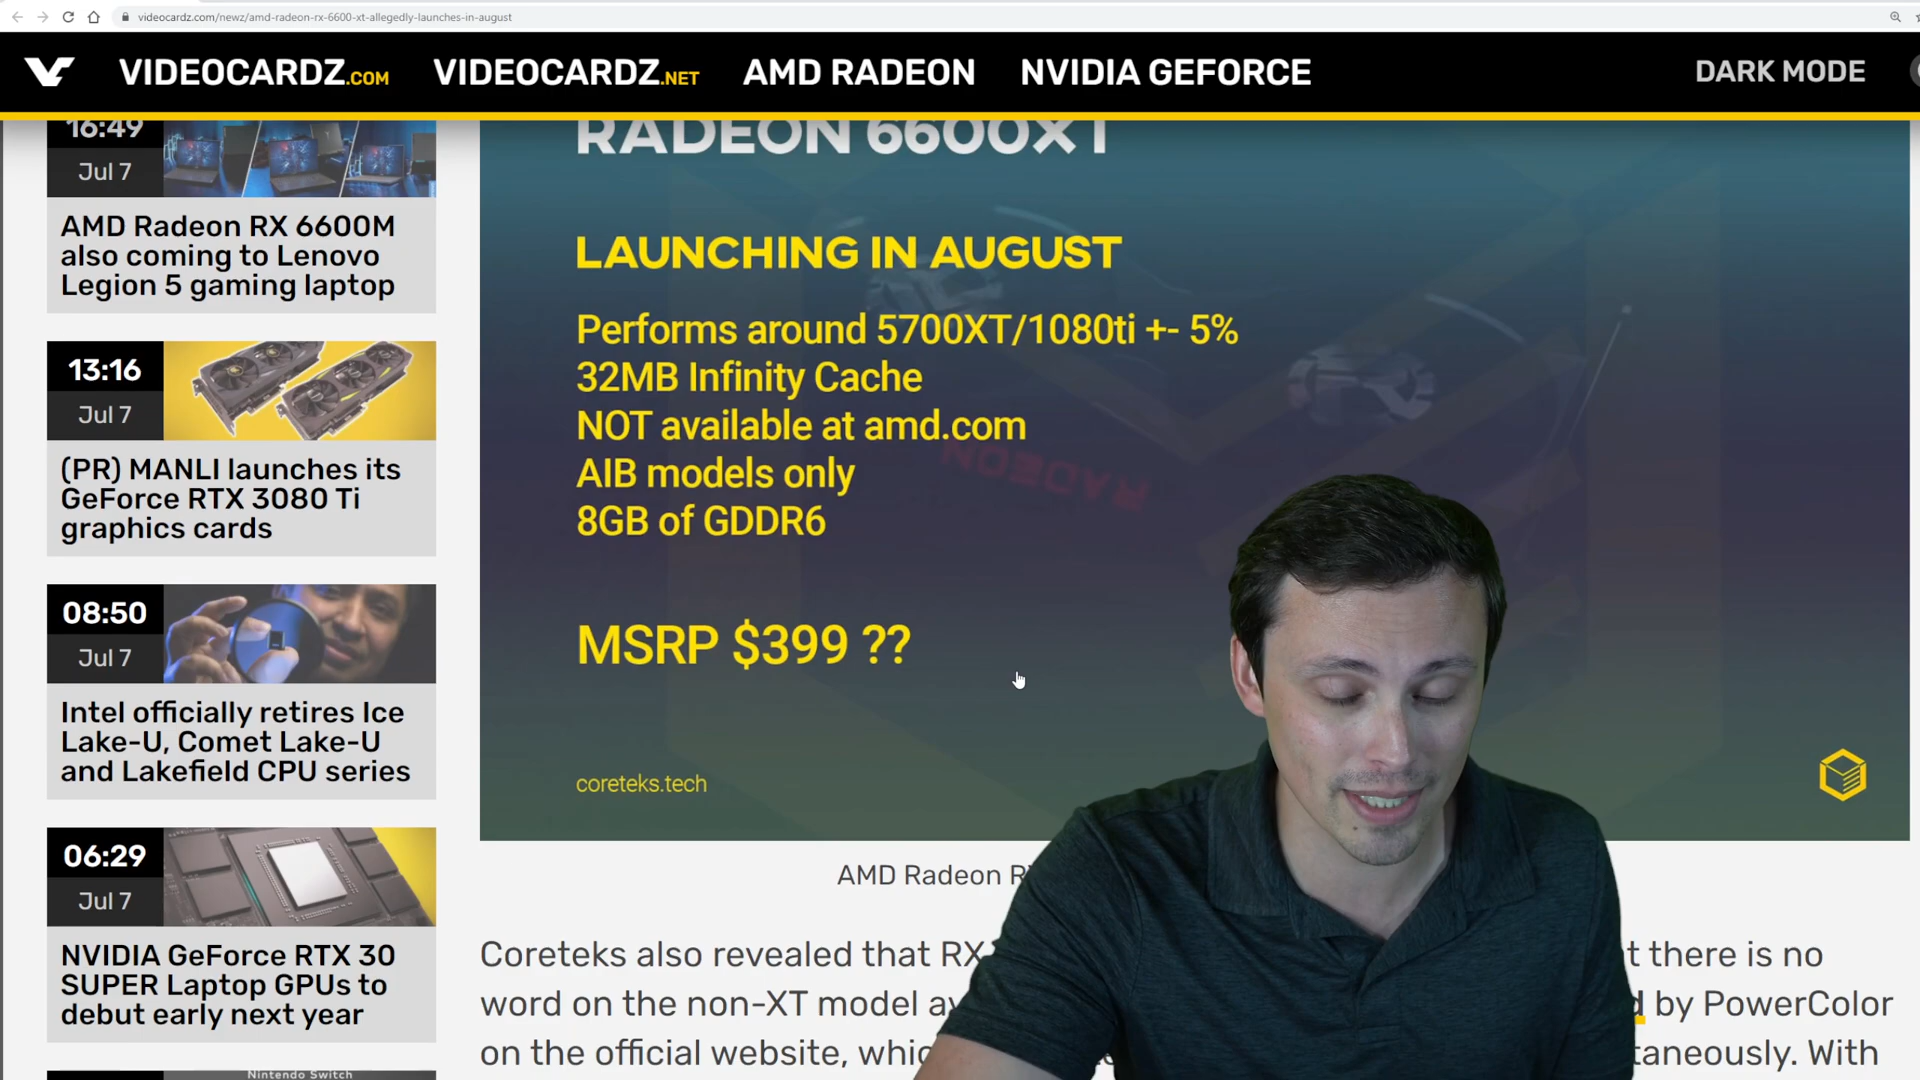 videocardz.com/newz/amd-radeon-rx-6600-xt-allegedly-launches-in-august
VIDEOCARDZ.COM VIDEOCARDZ.NET AMD RADEON NVIDIA GEFORCE DARK MODE
16:49
Jul 7
AMD Radeon RX 6600M
also coming to Lenovo
Legion 5 gaming laptop
13:16
Jul 7
(PR) MANLI launches its
GeForce RTX 3080 Ti
graphics cards
08:50
Jul 7
Intel officially retires Ice
Lake-U, Comet Lake-U
and Lakefield CPU series
06:29
Jul 7
NVIDIA GeForce RTX 30
SUPER Laptop GPUs to
debut early next year
Nintendo Switch
RADEON 6600XT
LAUNCHING IN AUGUST
Performs around 5700XT/1080ti +- 5%
32MB Infinity Cache
NOT available at amd.com
AIB models only
8GB of GDDR6
RADEON
MSRP $399 ??
coreteks.tech
AMD Radeon
Coreteks also revealed that RX there is no
word on the non-XT model by PowerColor
on the official website, With